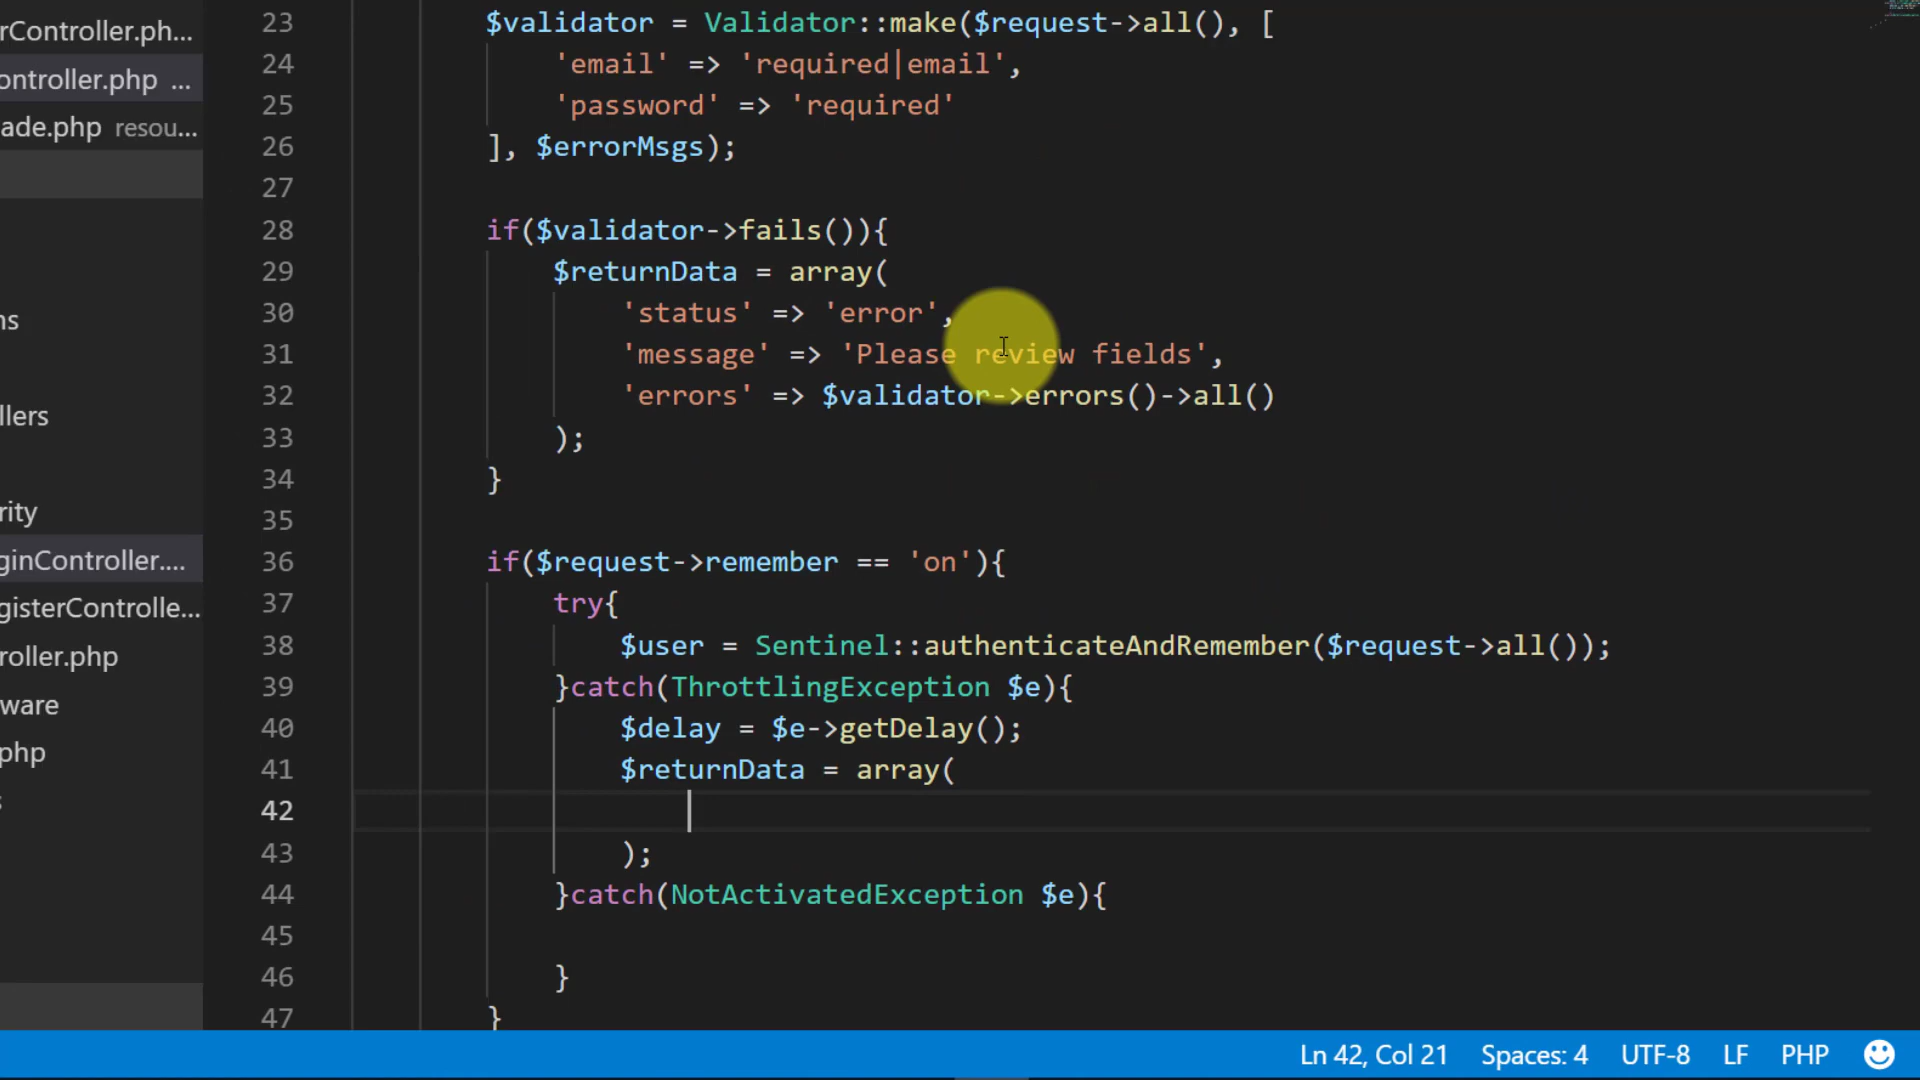 rController.ph...
ontroller.php ...
ade.php resou...
ns
llers
rity
ginController....
gisterControlle...
roller.php
ware
php
s
23 $validator = Validator::make($request->all(), [
24 'email' => 'required|email',
25 'password' => 'required'
26 ], $errorMsgs);
27
28 if($validator->fails()){
29 $returnData = array(
30 'status' => 'error',
31 'message' => 'Please review fields',
32 'errors' => $validator->errors()->all()
33 );
34 }
35
36 if($request->remember == 'on'){
37 try{
38 $user = Sentinel::authenticateAndRemember($request->all());
39 }catch(ThrottlingException $e){
40 $delay = $e->getDelay();
41 $returnData = array(
42
43 );
44 }catch(NotActivatedException $e){
45
46 }
47 }
Ln 42, Col 21 Spaces: 4 UTF-8 LF PHP